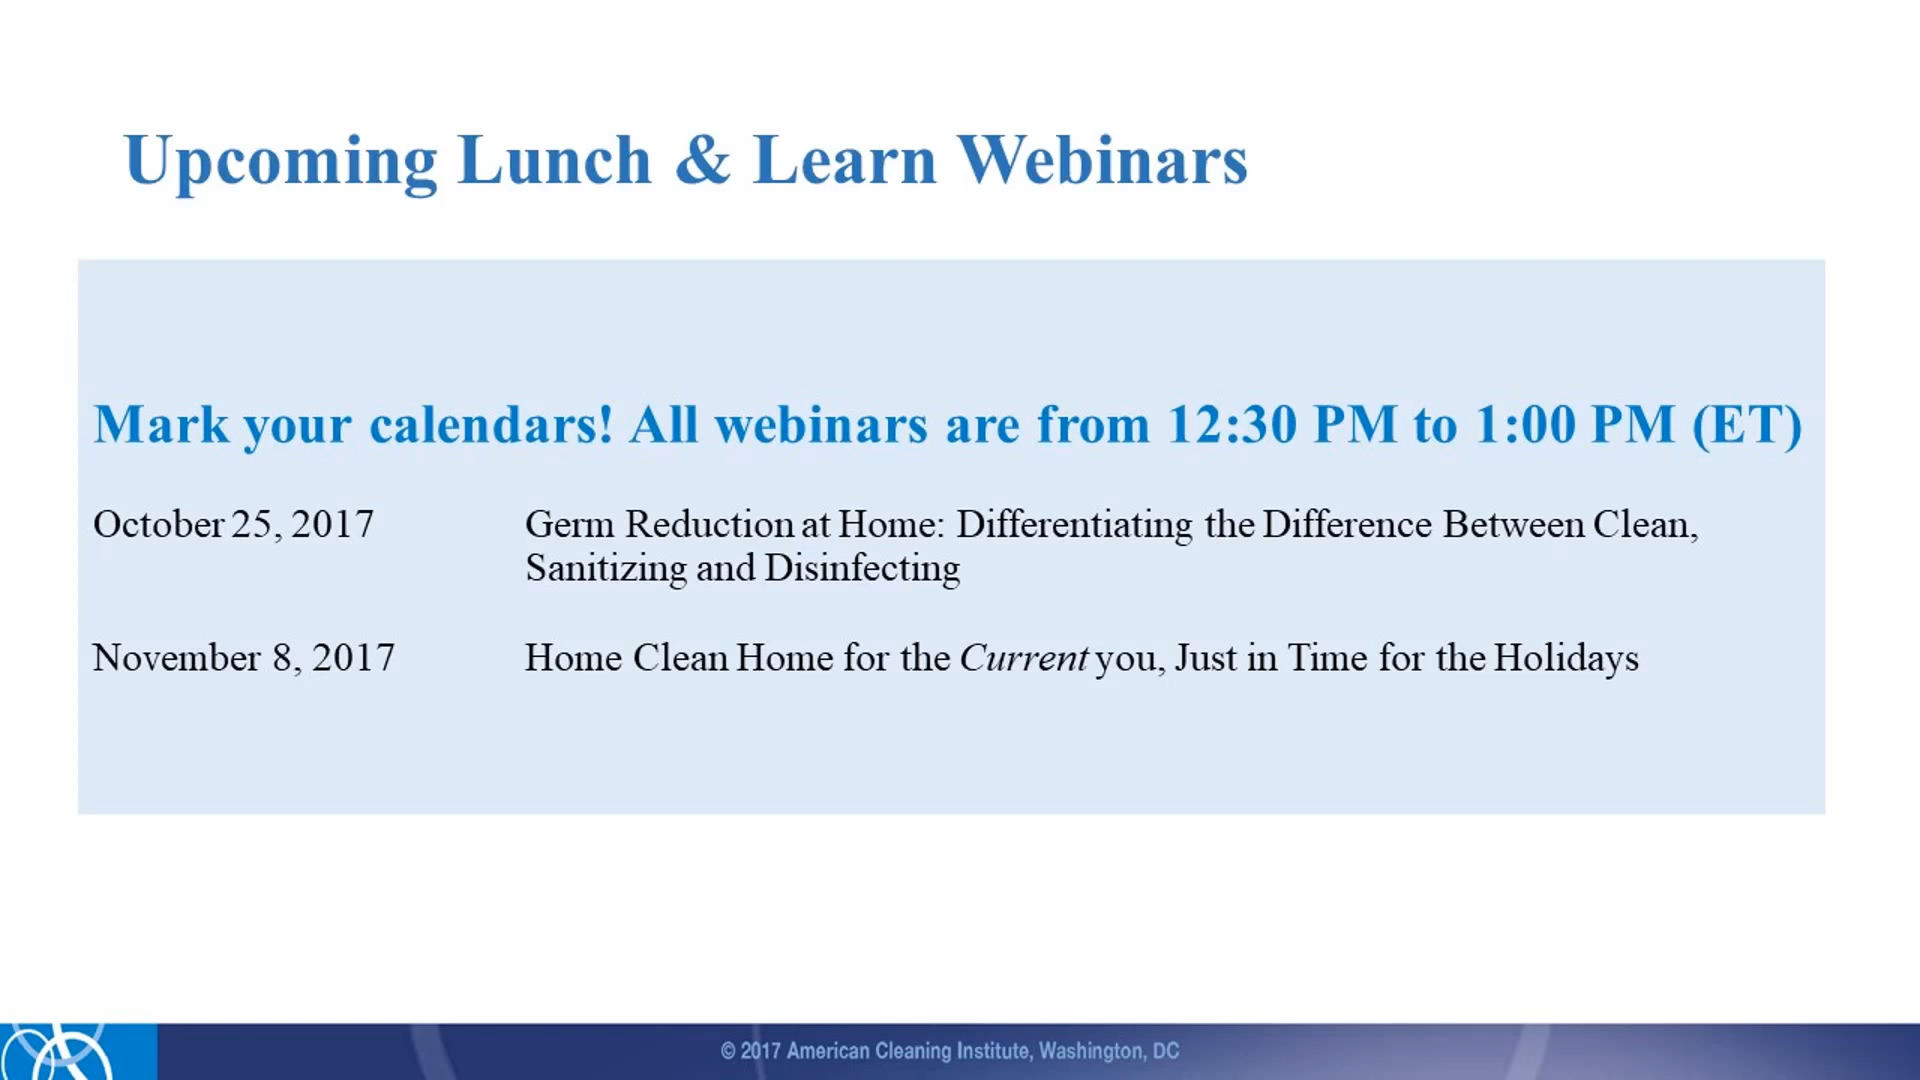 Upcoming Lunch & Learn Webinars
Mark your calendars! All webinars are from 12:30 PM to 1:00 PM (ET)
October 25, 2017 Germ Reduction at Home: Differentiating the Difference Between Clean,
Sanitizing and Disinfecting
November 8, 2017 Home Clean Home for the Current you, Just in Time for the Holidays
© 2017 American Cleaning Institute, Washington, DC